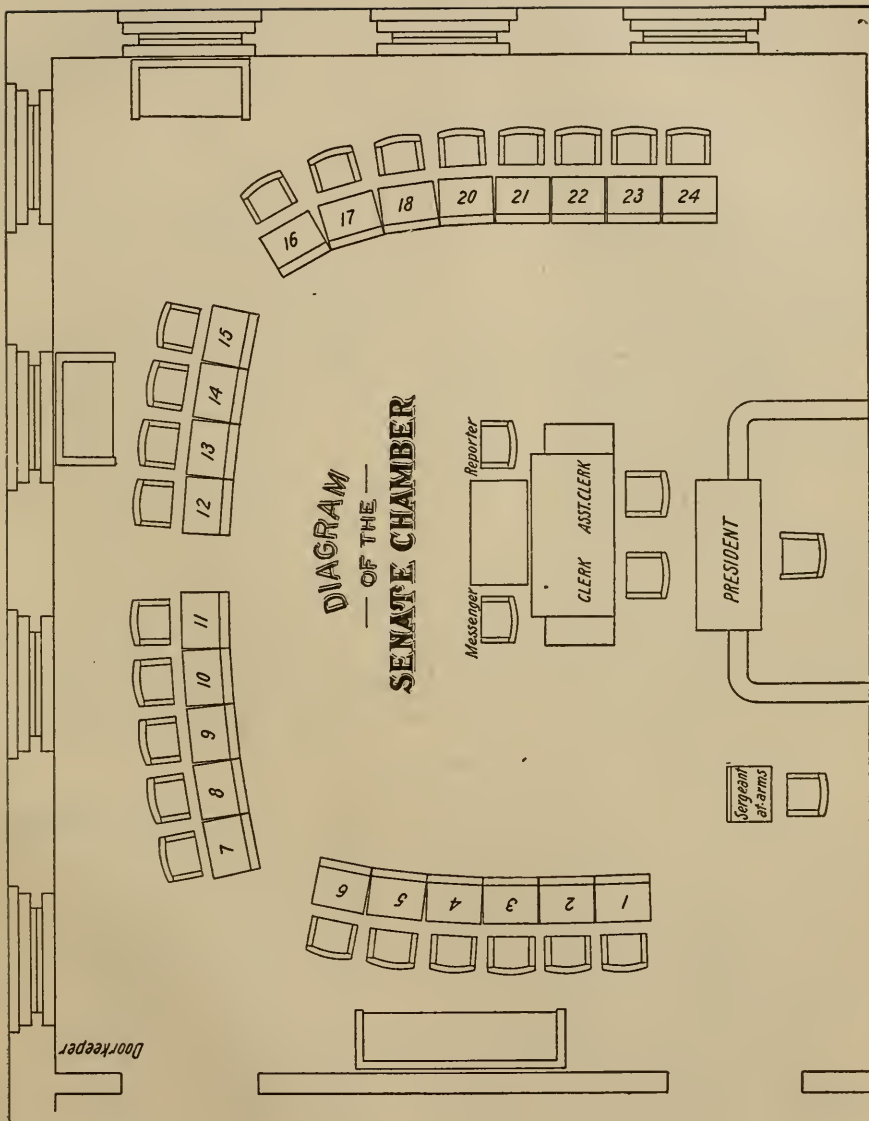 DIAGRAM
— OF THE —
SENATE CHAMBER
16
17
18
20
21
22
23
24
15
14
13
12
11
10
9
8
7
6
5
4
3
2
1
Reporter
Messenger
CLERK ASST. CLERK
PRESIDENT
Sergeant
at-arms
Doorkeeper